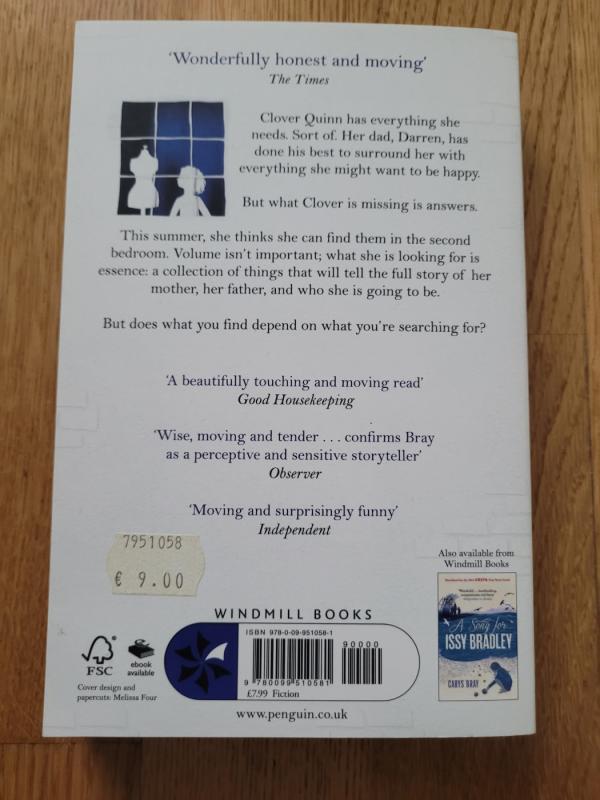 ‘Wonderfully honest and moving’
The Times
Clover Quinn has everything she
needs. Sort of. Her dad, Darren, has
done his best to surround her with
everything she might want to be happy.
But what Clover is missing is answers.
This summer, she thinks she can find them in the second
bedroom. Volume isn’t important; what she is looking for is
essence: a collection of things that will tell the full story of her
mother, her father, and who she is going to be.
But does what you find depend on what you’re searching for?
‘A beautifully touching and moving read’
Good Housekeeping
‘Wise, moving and tender . . . confirms Bray
as a perceptive and sensitive storyteller’
Observer
‘Moving and surprisingly funny’
Independent
7951058
€ 9.00
Also available from
Windmill Books
A Song for
ISSY BRADLEY
CARYS BRAY
WINDMILL BOOKS
FSC
ebook
available
Cover design and
papercuts: Melissa Four
ISBN 978-0-09-951058-1
90000
9 780099 510581
£7.99 Fiction
www.penguin.co.uk